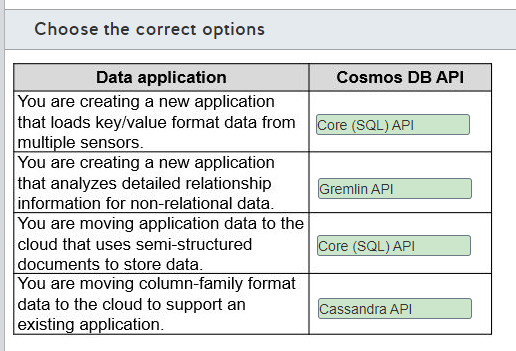 Choose the correct options
Data application
Cosmos DB API
You are creating a new application
that loads key/value format data from
multiple sensors.
Core (SQL) API
You are creating a new application
that analyzes detailed relationship
information for non-relational data.
Gremlin API
You are moving application data to the
cloud that uses semi-structured
documents to store data.
Core (SQL) API
You are moving column-family format
data to the cloud to support an
existing application.
Cassandra API